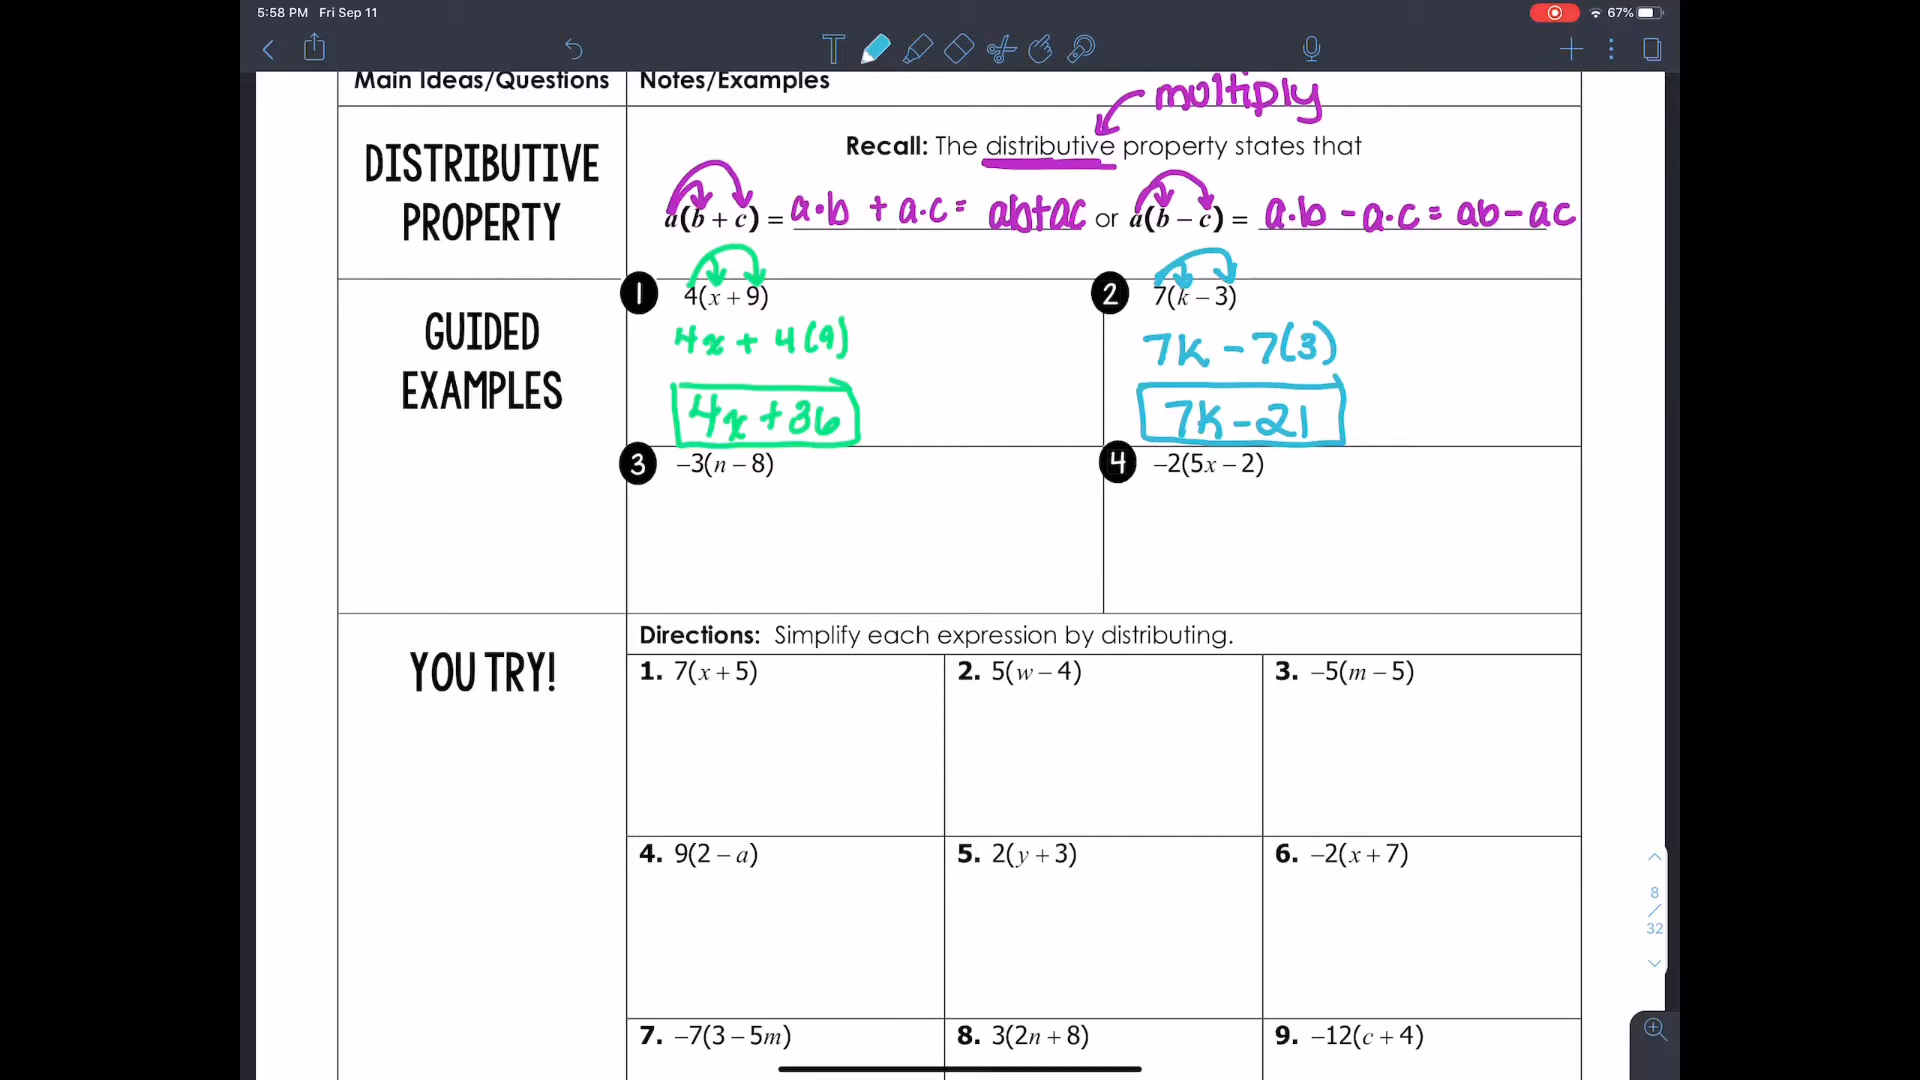 5:58 PM Fri Sep 11
67%
Main Ideas/Questions
Notes/Examples
multiply
DISTRIBUTIVE
PROPERTY
Recall: The distributive property states that
a(b + c) = a·b + a·c = ab+ac or a(b − c) = a·b - a·c = ab - ac
GUIDED
EXAMPLES
1 4(x + 9)
4x + 4(9)
4x + 36
2 7(k − 3)
7k - 7(3)
7k - 21
3 −3(n − 8)
4 −2(5x − 2)
YOU TRY!
Directions: Simplify each expression by distributing.
1. 7(x + 5)
2. 5(w − 4)
3. −5(m − 5)
4. 9(2 − a)
5. 2(y + 3)
6. −2(x + 7)
7. −7(3 − 5m)
8. 3(2n + 8)
9. −12(c + 4)
8
/
32